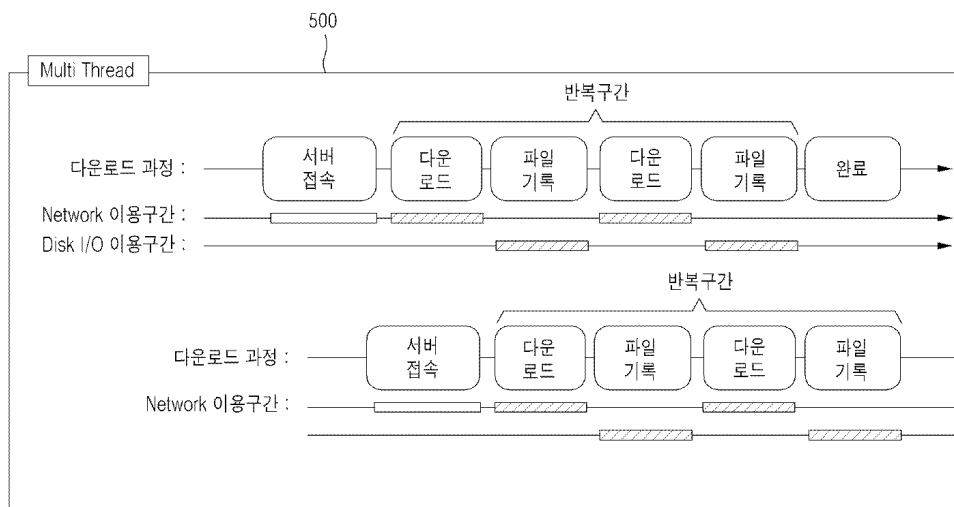 500
Multi Thread
반복구간
다운로드 과정 :
서버
접속
다운
로드
파일
기록
다운
로드
파일
기록
완료
Network 이용구간 :
Disk I/O 이용구간 :
반복구간
다운로드 과정 :
서버
접속
다운
로드
파일
기록
다운
로드
파일
기록
Network 이용구간 :